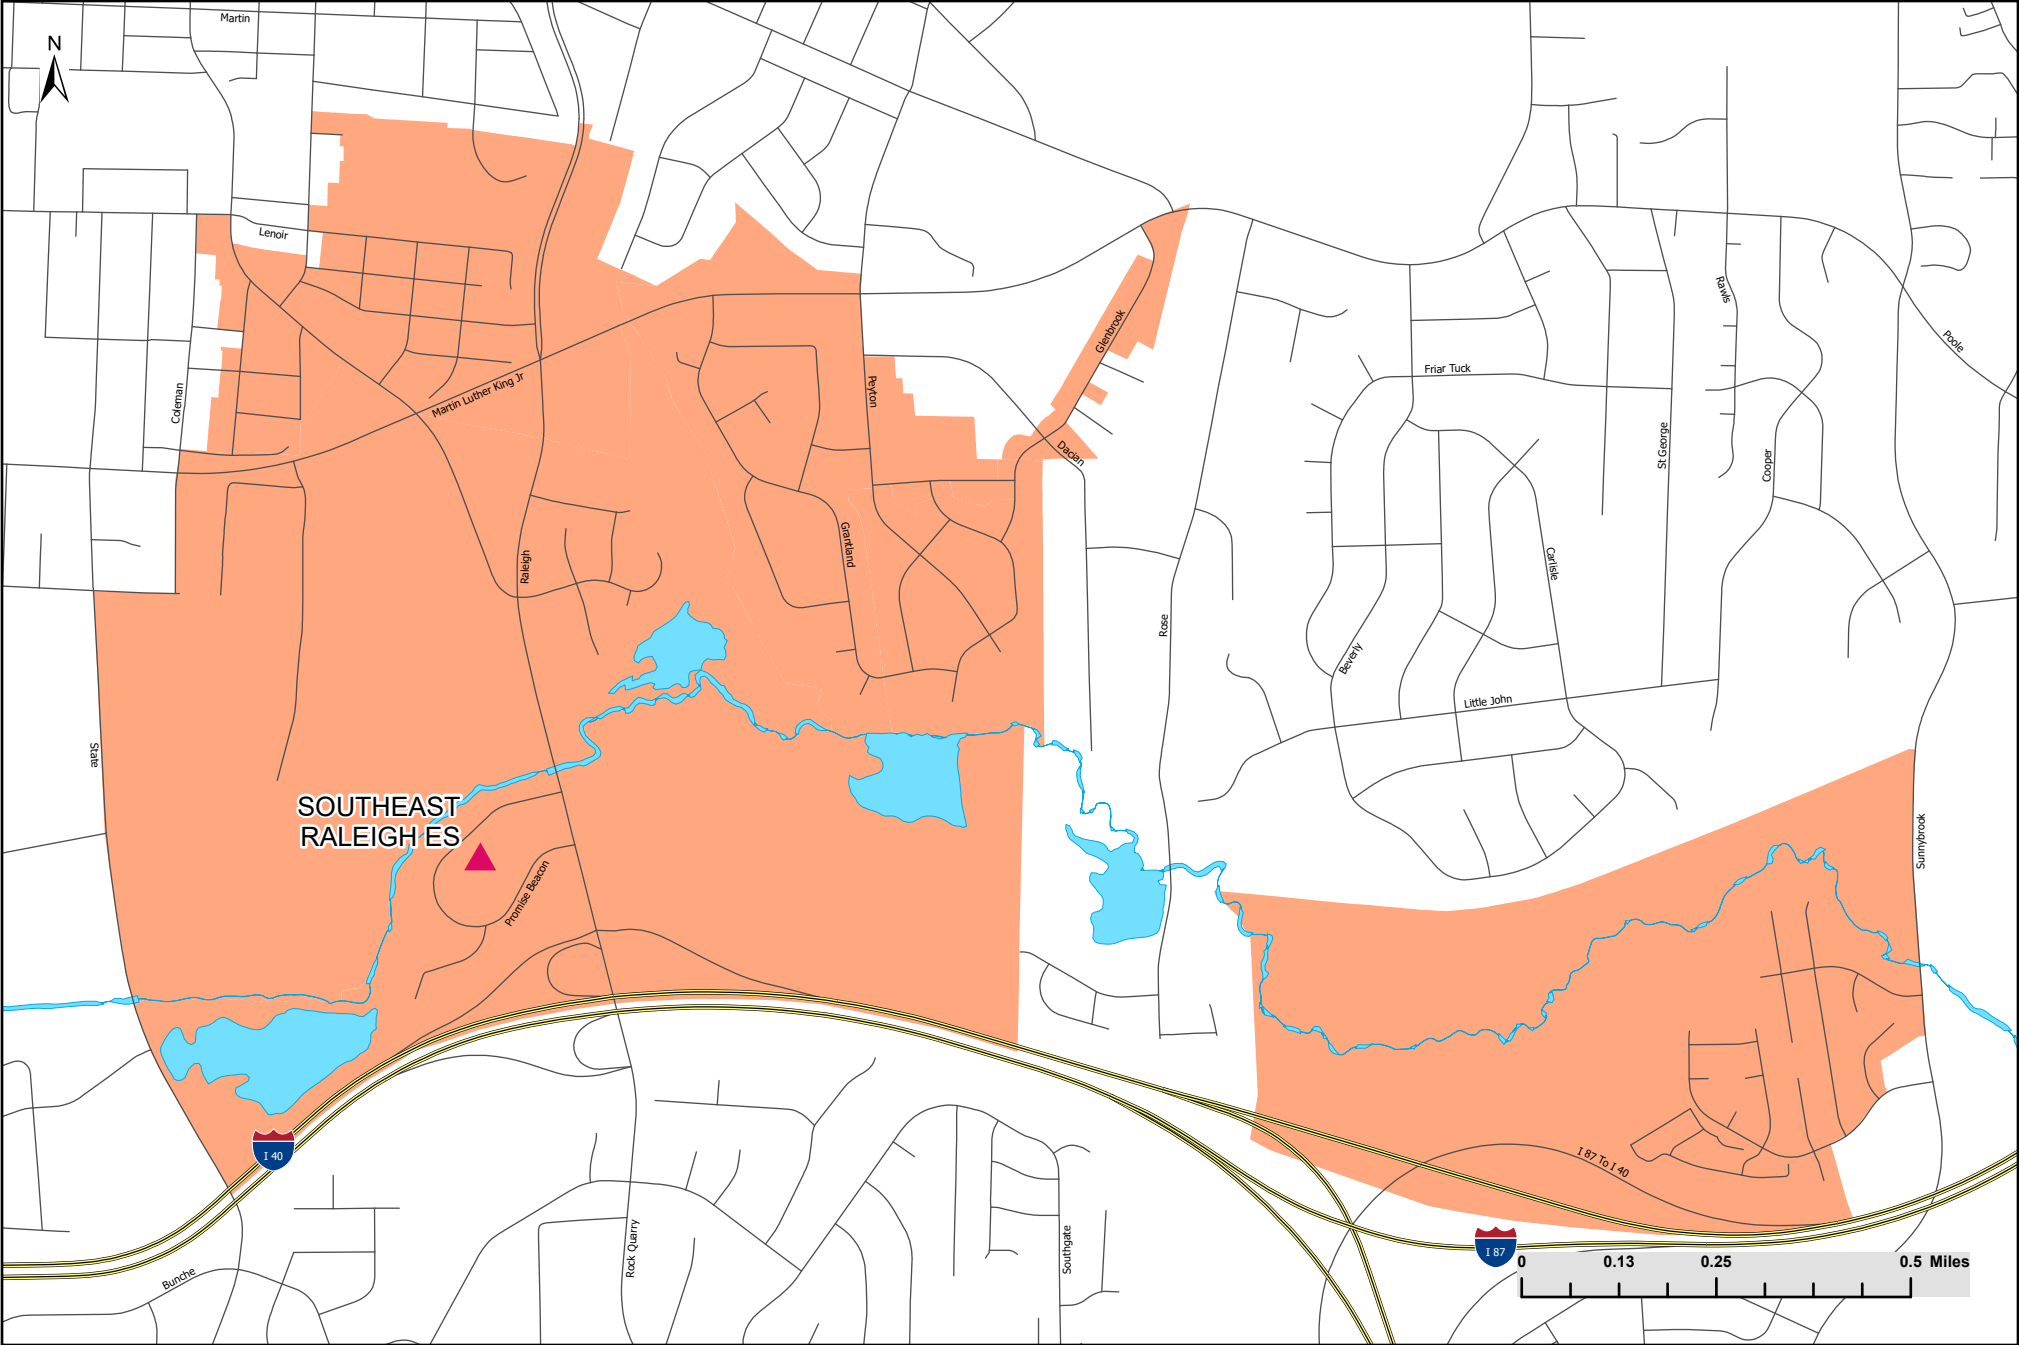 Martin
N
Lenoir
Coleman
Martin Luther King Jr
Peyton
Glenbrook
Dacian
Friar Tuck
Rawls
Poole
St George
Cooper
Raleigh
Grantland
Carlisle
Rose
Beverly
Little John
State
SOUTHEAST
RALEIGH ES
Promise Beacon
Sunnybrook
I 40
I 87 To I 40
Rock Quarry
Southgate
Bunche
I 87
0 0.13 0.25 0.5 Miles